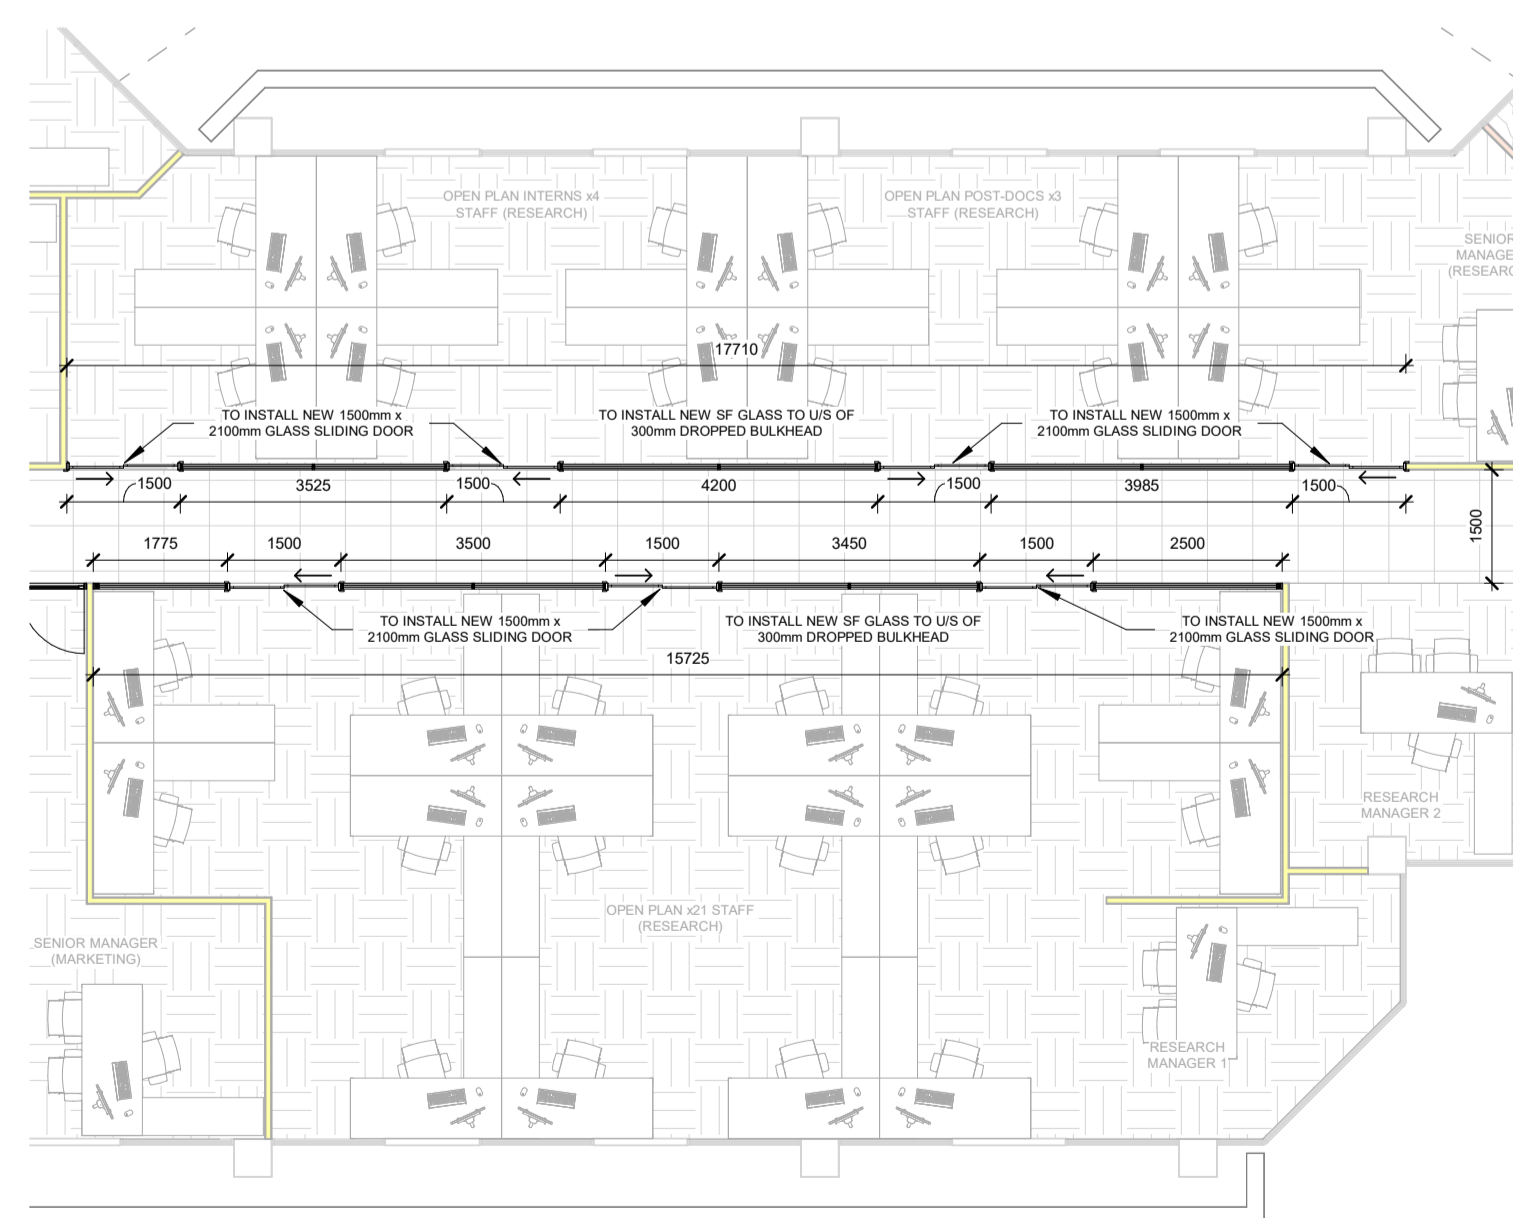 OPEN PLAN INTERNS x4
STAFF (RESEARCH)
OPEN PLAN POST-DOCS x3
STAFF (RESEARCH)
SENIOR
MANAGE
(RESEARC
17710
TO INSTALL NEW 1500mm x
2100mm GLASS SLIDING DOOR
TO INSTALL NEW SF GLASS TO U/S OF
300mm DROPPED BULKHEAD
TO INSTALL NEW 1500mm x
2100mm GLASS SLIDING DOOR
1500 3525 1500 4200 1500 3985 1500
1500
1775 1500 3500 1500 3450 1500 2500
TO INSTALL NEW 1500mm x
2100mm GLASS SLIDING DOOR
TO INSTALL NEW SF GLASS TO U/S OF
300mm DROPPED BULKHEAD
TO INSTALL NEW 1500mm x
2100mm GLASS SLIDING DOOR
15725
RESEARCH
MANAGER 2
OPEN PLAN x21 STAFF
(RESEARCH)
SENIOR MANAGER
(MARKETING)
RESEARCH
MANAGER 1